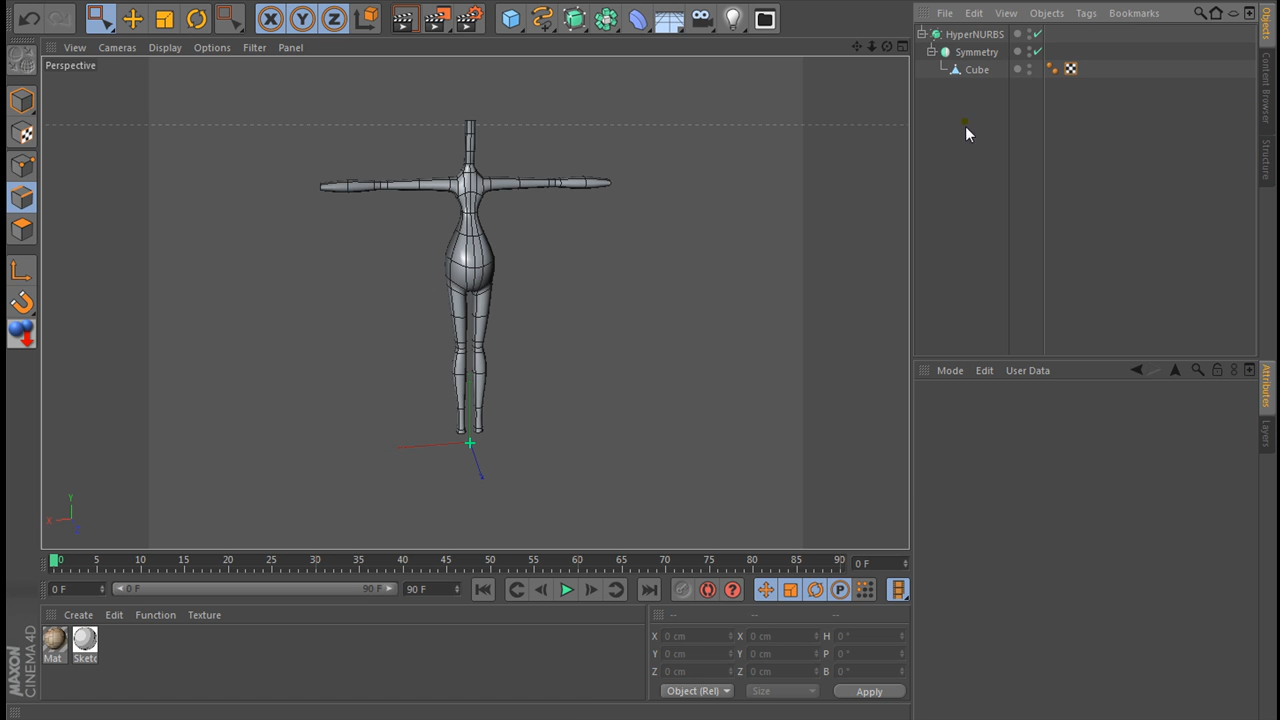 File Edit View Objects Tags Bookmarks
View Cameras Display Options Filter Panel
Perspective
HyperNURBS
Symmetry
Cube
Objects
Content Browser
Structure
Mode Edit User Data
Attributes
Layers
Y
X
Z
0 5 10 15 20 25 30 35 40 45 50 55 60 65 70 75 80 85 90 0 F
0 F 0 F 90 F 90 F
P
Create Edit Function Texture
Mat Sketc
-- -- --
X 0 cm X 0 cm H 0 °
Y 0 cm Y 0 cm P 0 °
Z 0 cm Z 0 cm B 0 °
Object (Rel) Size Apply
MAXON
CINEMA 4D